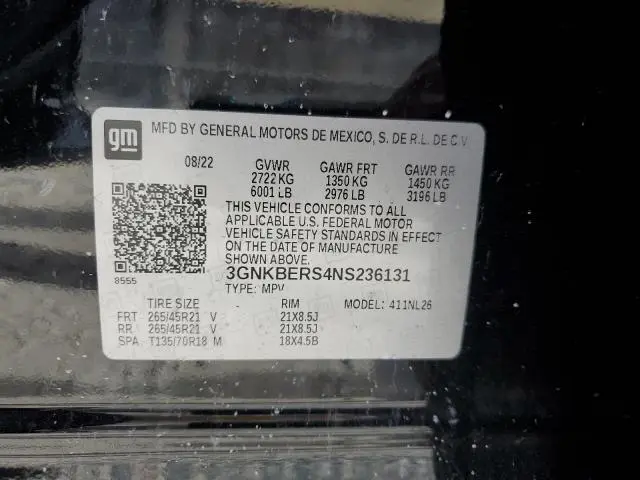 gm
MFD BY GENERAL MOTORS DE MEXICO, S. DE R.L. DE C.V
08/22 GVWR GAWR FRT GAWR RR
2722 KG 1350 KG 1450 KG
6001 LB 2976 LB 3196 LB
THIS VEHICLE CONFORMS TO ALL
APPLICABLE U.S. FEDERAL MOTOR
VEHICLE SAFETY STANDARDS IN EFFECT
ON THE DATE OF MANUFACTURE
SHOWN ABOVE.
8555
3GNKBERS4NS236131
TYPE: MPV
TIRE SIZE RIM MODEL: 411NL26
FRT 265/45R21 V 21X8.5J
RR 265/45R21 V 21X8.5J
SPA T135/70R18 M 18X4.5B